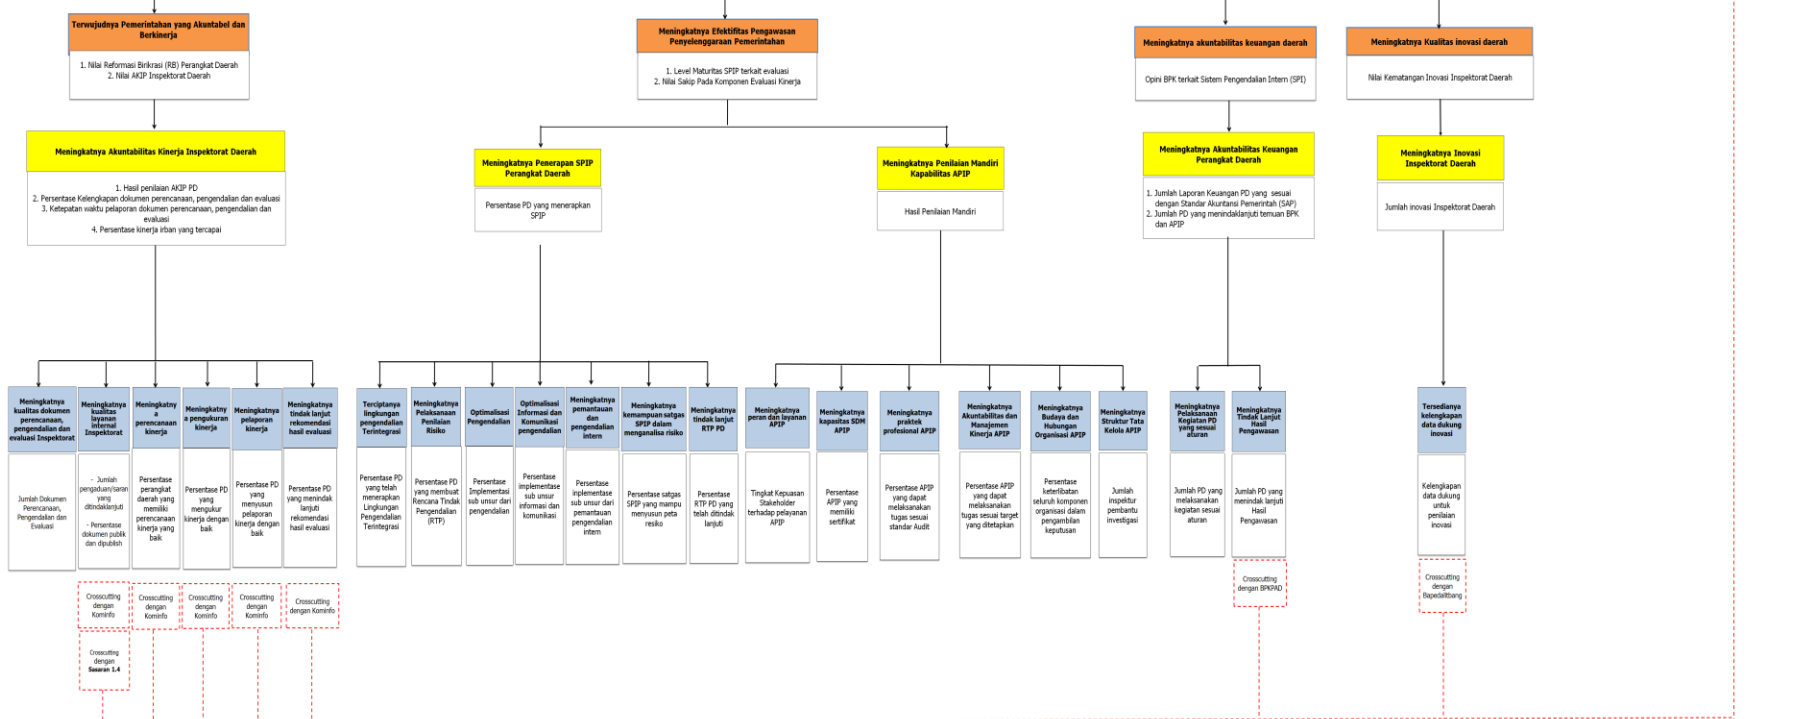 Terwujudnya Pemerintahan yang Akuntabel dan
Berkinerja
1. Nilai Reformasi Birikrasi (RB) Perangkat Daerah
2. Nilai AKIP Inspektorat Daerah
Meningkatnya Efektifitas Pengawasan
Penyelenggaraan Pemerintahan
1. Level Maturitas SPIP terkait evaluasi
2. Nilai Sakip Pada Komponen Evaluasi Kinerja
Meningkatnya akuntabilitas keuangan daerah
Opini BPK terkait Sistem Pengendalian Intern (SPI)
Meningkatnya Kualitas inovasi daerah
Nilai Kematangan Inovasi Inspektorat Daerah
Meningkatnya Akuntabilitas Kinerja Inspektorat Daerah
1. Hasil penilaian AKIP PD
2. Persentase Kelengkapan dokumen perencanaan, pengendalian dan evaluasi
3. Ketepatan waktu pelaporan dokumen perencanaan, pengendalian dan
evaluasi
4. Persentase kinerja irban yang tercapai
Meningkatnya Penerapan SPIP
Perangkat Daerah
Persentase PD yang menerapkan
SPIP
Meningkatnya Penilaian Mandiri
Kapabilitas APIP
Hasil Penilaian Mandiri
Meningkatnya Akuntabilitas Keuangan
Perangkat Daerah
1. Jumlah Laporan Keuangan PD yang sesuai
dengan Standar Akuntansi Pemerintah (SAP)
2. Jumlah PD yang menindaklanjuti temuan BPK
dan APIP
Meningkatnya Inovasi
Inspektorat Daerah
Jumlah inovasi Inspektorat Daerah
Meningkatnya
kualitas dokumen
perencanaan,
pengendalian dan
evaluasi Inspektorat
Jumlah Dokumen
Perencanaan,
Pengendalian dan
Evaluasi
Meningkatnya
kualitas
layanan
internal
Inspektorat
- Jumlah
pengaduan/saran
yang
ditindaklanjuti
- Persentase
dokumen publik
dan dipublish
Meningkatny
a
perencanaan
kinerja
Persentase
perangkat
daerah yang
memiliki
perencanaan
kinerja yang
baik
Meningkatny
a pengukuran
kinerja
Persentase PD
yang
mengukur
kinerja dengan
baik
Meningkatnya
pelaporan
kinerja
Persentase PD
yang
menyusun
pelaporan
kinerja dengan
baik
Meningkatnya
tindak lanjut
rekomendasi
hasil evaluasi
Persentase PD
yang menindak
lanjuti
rekomendasi
hasil evaluasi
Terciptanya
lingkungan
pengendalian
Terintegrasi
Persentase PD
yang telah
menerapkan
Lingkungan
Pengendalian
Terintegrasi
Meningkatnya
Pelaksanaan
Penilaian
Risiko
Persentase PD
yang membuat
Rencana Tindak
Pengendalian
(RTP)
Optimalisasi
Pengendalian
Persentase
Implementasi
sub unsur
pengendalian
Optimalisasi
Informasi dan
Komunikasi
pengendalian
Persentase
implementase
sub unsur
informasi dan
komunikasi
Meningkatnya
pemantauan
dan
pengendalian
intern
Persentase
inplementase
sub unsur dari
pemantauan
pengendalian
intern
Meningkatnya
kemampuan satgas
SPIP dalam
menganalisa risiko
Persentase satgas
SPIP yang mampu
menyusun peta
resiko
Meningkatnya
tindak lanjut
RTP PD
Persentase
RTP PD yang
telah ditindak
lanjuti
Meningkatnya
peran dan layanan
APIP
Tingkat Kepuasan
Stakeholder
terhadap pelayanan
APIP
Meningkatnya
kapasitas SDM
APIP
Persentase
APIP yang
memiliki
sertifikat
Meningkatnya
praktek
profesional APIP
Persentase APIP
yang dapat
melaksanakan
tugas sesuai
standar Audit
Meningkatnya
Akuntabilitas dan
Manajemen
Kinerja APIP
Persentase APIP
yang dapat
melaksanakan
tugas sesuai target
yang ditetapkan
Meningkatnya
Budaya dan
Hubungan
Organisasi APIP
Persentase
keterlibatan
seluruh komponen
organisasi dalam
pengambilan
keputusan
Meningkatnya
Struktur Tata
Kelola APIP
Jumlah
inspektur
pembantu
investigasi
Meningkatnya
Pelaksanaan
Kegiatan PD
yang sesuai
aturan
Jumlah PD yang
melaksanakan
kegiatan sesuai
aturan
Meningkatnya
Tindak Lanjut
Hasil
Pengawasan
Jumlah PD yang
menindak lanjuti
Hasil
Pengawasan
Tersedianya
kelengkapan
data dukung
inovasi
Kelengkapan
data dukung
untuk
penilaian
inovasi
Crosscutting
dengan
Kominfo
Crosscutting
dengan
Kominfo
Crosscutting
dengan
Kominfo
Crosscutting
dengan
Kominfo
Crosscutting
dengan Kominfo
Crosscutting
dengan
Sasaran 1.4
Crosscutting
dengan BPKPAD
Crosscutting
dengan
Bapedalitbang